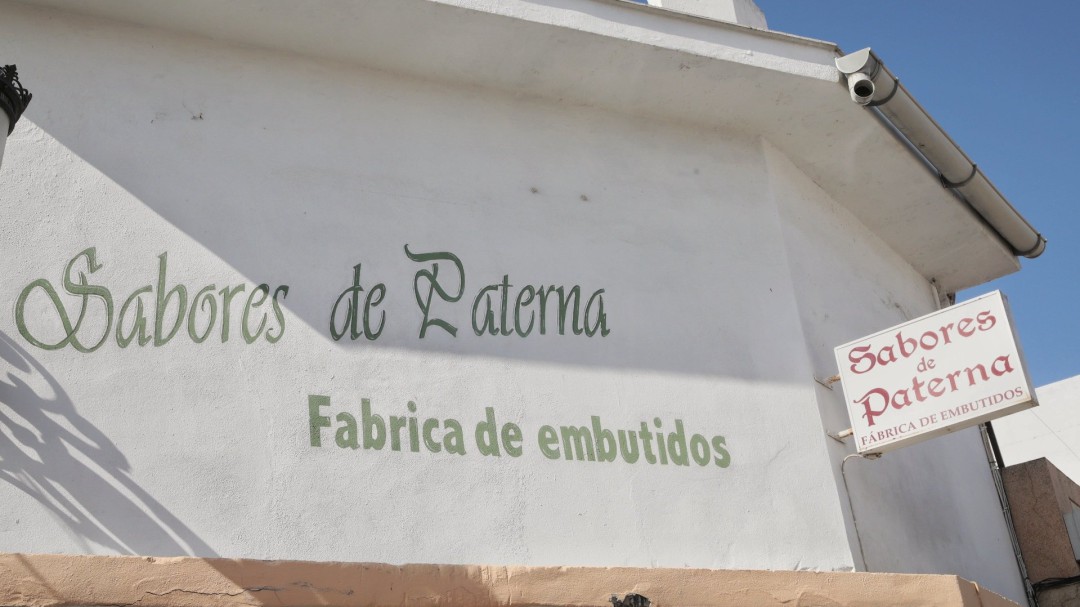 Sabores de Paterna
Fabrica de embutidos
Sabores
de
Paterna
FÁBRICA DE EMBUTIDOS